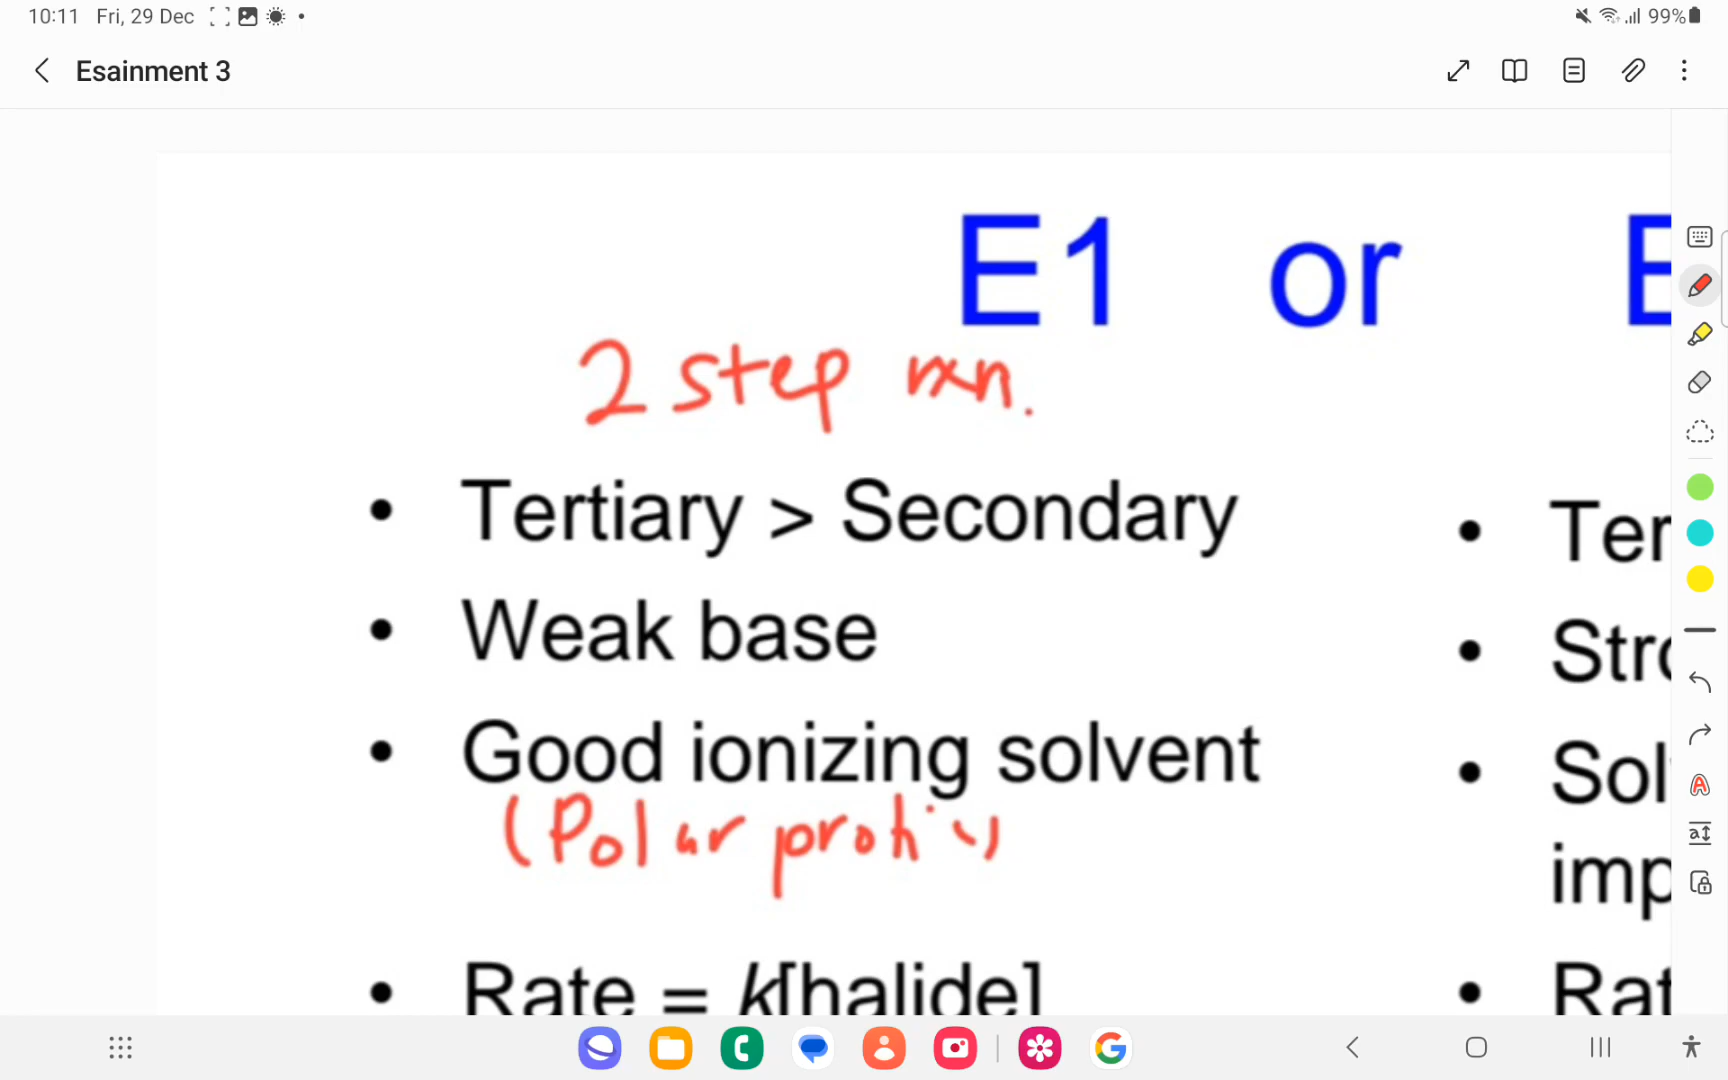 10:11 Fri, 29 Dec 99%
Esainment 3
E1 or E
2 step rxn.
• Tertiary > Secondary
• Weak base
• Good ionizing solvent
(Polar protic)
• Rate = k[halide]
• Ter
• Stro
• Sol
imp
• Rat